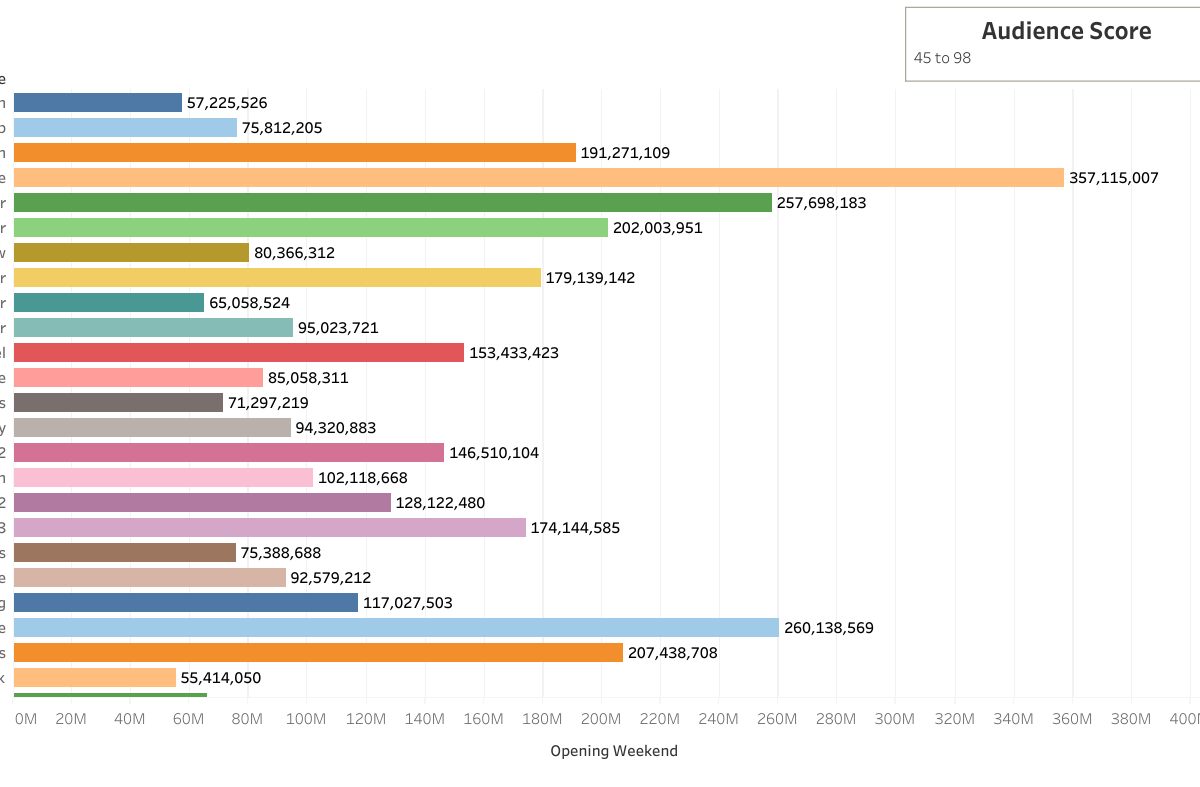 Audience Score
45 to 98
e
n 57,225,526
p 75,812,205
n 191,271,109
e 357,115,007
r 257,698,183
r 202,003,951
w 80,366,312
r 179,139,142
r 65,058,524
r 95,023,721
el 153,433,423
e 85,058,311
s 71,297,219
y 94,320,883
2 146,510,104
n 102,118,668
2 128,122,480
3 174,144,585
s 75,388,688
e 92,579,212
g 117,027,503
e 260,138,569
s 207,438,708
k 55,414,050
0M 20M 40M 60M 80M 100M 120M 140M 160M 180M 200M 220M 240M 260M 280M 300M 320M 340M 360M 380M 400M
Opening Weekend